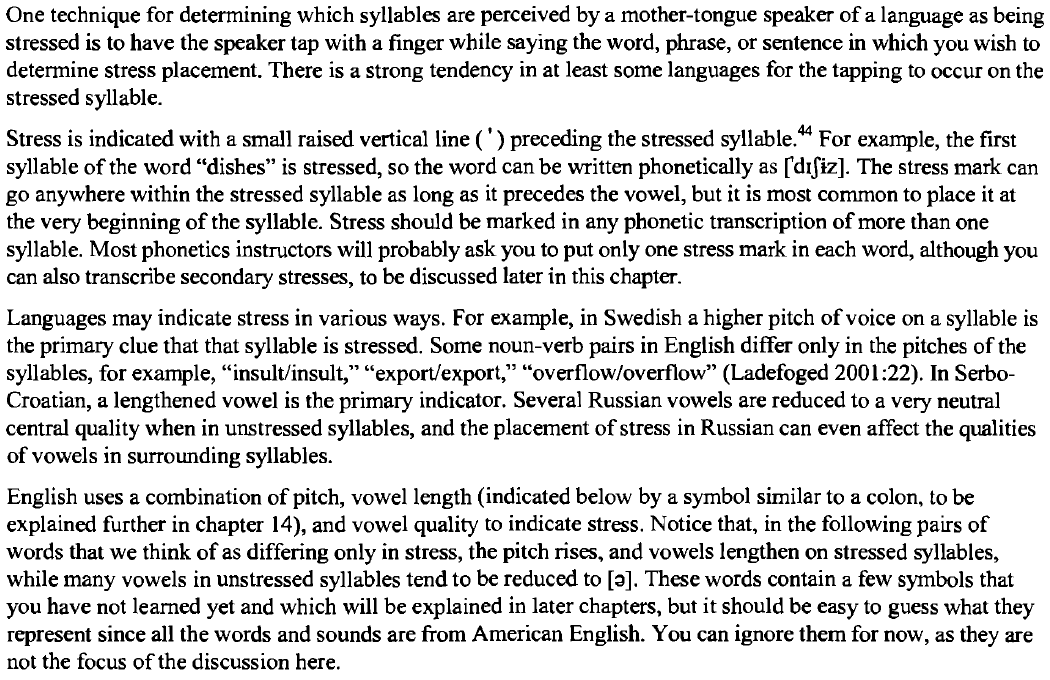 One technique for determining which syllables are perceived by a mother-tongue speaker of a language as being
stressed is to have the speaker tap with a finger while saying the word, phrase, or sentence in which you wish to
determine stress placement. There is a strong tendency in at least some languages for the tapping to occur on the
stressed syllable.
Stress is indicated with a small raised vertical line ( ˈ ) preceding the stressed syllable.⁴⁴ For example, the first
syllable of the word “dishes” is stressed, so the word can be written phonetically as [ˈdɪʃɨz]. The stress mark can
go anywhere within the stressed syllable as long as it precedes the vowel, but it is most common to place it at
the very beginning of the syllable. Stress should be marked in any phonetic transcription of more than one
syllable. Most phonetics instructors will probably ask you to put only one stress mark in each word, although you
can also transcribe secondary stresses, to be discussed later in this chapter.
Languages may indicate stress in various ways. For example, in Swedish a higher pitch of voice on a syllable is
the primary clue that that syllable is stressed. Some noun-verb pairs in English differ only in the pitches of the
syllables, for example, “insult/insult,” “export/export,” “overflow/overflow” (Ladefoged 2001:22). In Serbo-
Croatian, a lengthened vowel is the primary indicator. Several Russian vowels are reduced to a very neutral
central quality when in unstressed syllables, and the placement of stress in Russian can even affect the qualities
of vowels in surrounding syllables.
English uses a combination of pitch, vowel length (indicated below by a symbol similar to a colon, to be
explained further in chapter 14), and vowel quality to indicate stress. Notice that, in the following pairs of
words that we think of as differing only in stress, the pitch rises, and vowels lengthen on stressed syllables,
while many vowels in unstressed syllables tend to be reduced to [ə]. These words contain a few symbols that
you have not learned yet and which will be explained in later chapters, but it should be easy to guess what they
represent since all the words and sounds are from American English. You can ignore them for now, as they are
not the focus of the discussion here.